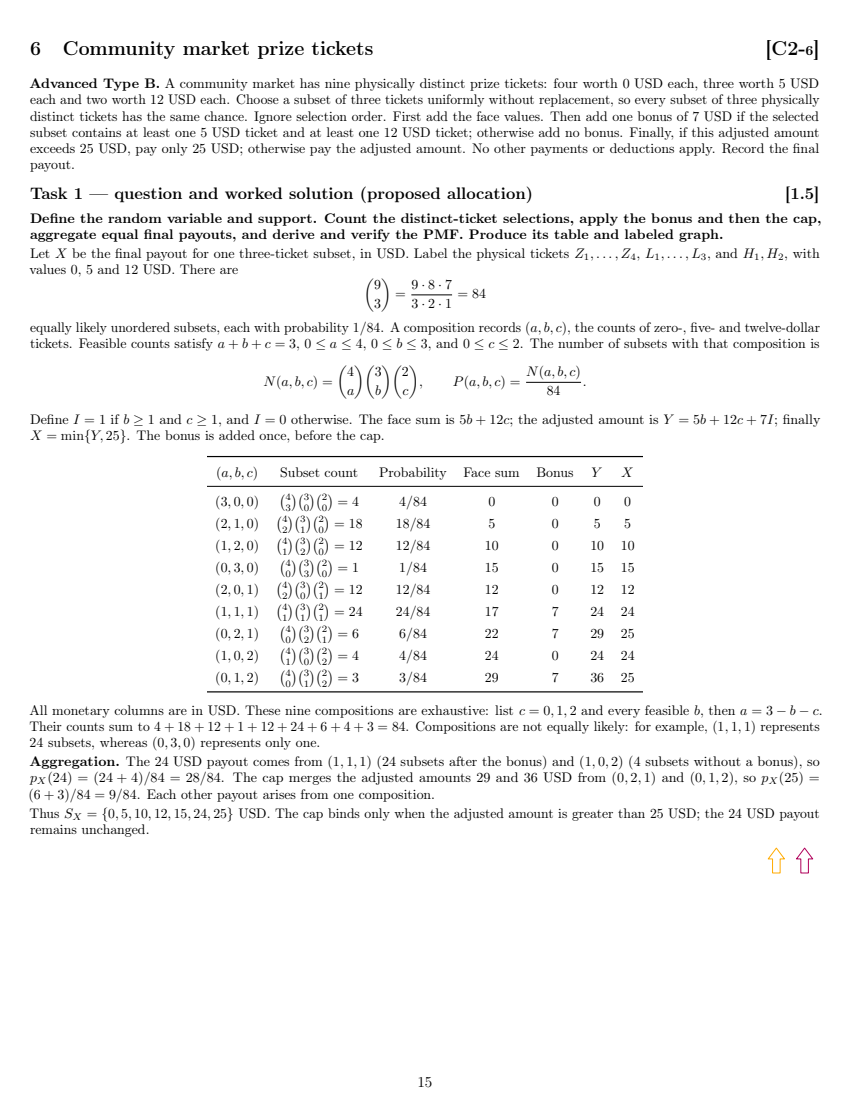 6 Community market prize tickets [C2-6]
Advanced Type B. A community market has nine physically distinct prize tickets: four worth 0 USD each, three worth 5 USD
each and two worth 12 USD each. Choose a subset of three tickets uniformly without replacement, so every subset of three physically
distinct tickets has the same chance. Ignore selection order. First add the face values. Then add one bonus of 7 USD if the selected
subset contains at least one 5 USD ticket and at least one 12 USD ticket; otherwise add no bonus. Finally, if this adjusted amount
exceeds 25 USD, pay only 25 USD; otherwise pay the adjusted amount. No other payments or deductions apply. Record the final
payout.
Task 1 — question and worked solution (proposed allocation) [1.5]
Define the random variable and support. Count the distinct-ticket selections, apply the bonus and then the cap,
aggregate equal final payouts, and derive and verify the PMF. Produce its table and labeled graph.
Let X be the final payout for one three-ticket subset, in USD. Label the physical tickets Z₁, . . . , Z₄, L₁, . . . , L₃, and H₁, H₂, with
values 0, 5 and 12 USD. There are
(9 3) = 9 · 8 · 7 / 3 · 2 · 1 = 84
equally likely unordered subsets, each with probability 1/84. A composition records (a, b, c), the counts of zero-, five- and twelve-dollar
tickets. Feasible counts satisfy a + b + c = 3, 0 ≤ a ≤ 4, 0 ≤ b ≤ 3, and 0 ≤ c ≤ 2. The number of subsets with that composition is
N(a, b, c) = (4 a)(3 b)(2 c), P(a, b, c) = N(a, b, c) / 84.
Define I = 1 if b ≥ 1 and c ≥ 1, and I = 0 otherwise. The face sum is 5b + 12c; the adjusted amount is Y = 5b + 12c + 7I; finally
X = min{Y, 25}. The bonus is added once, before the cap.
(a, b, c) Subset count Probability Face sum Bonus Y X
(3, 0, 0) (4 3)(3 0)(2 0) = 4 4/84 0 0 0 0
(2, 1, 0) (4 2)(3 1)(2 0) = 18 18/84 5 0 5 5
(1, 2, 0) (4 1)(3 2)(2 0) = 12 12/84 10 0 10 10
(0, 3, 0) (4 0)(3 3)(2 0) = 1 1/84 15 0 15 15
(2, 0, 1) (4 2)(3 0)(2 1) = 12 12/84 12 0 12 12
(1, 1, 1) (4 1)(3 1)(2 1) = 24 24/84 17 7 24 24
(0, 2, 1) (4 0)(3 2)(2 1) = 6 6/84 22 7 29 25
(1, 0, 2) (4 1)(3 0)(2 2) = 4 4/84 24 0 24 24
(0, 1, 2) (4 0)(3 1)(2 2) = 3 3/84 29 7 36 25
All monetary columns are in USD. These nine compositions are exhaustive: list c = 0, 1, 2 and every feasible b, then a = 3 − b − c.
Their counts sum to 4 + 18 + 12 + 1 + 12 + 24 + 6 + 4 + 3 = 84. Compositions are not equally likely: for example, (1, 1, 1) represents
24 subsets, whereas (0, 3, 0) represents only one.
Aggregation. The 24 USD payout comes from (1, 1, 1) (24 subsets after the bonus) and (1, 0, 2) (4 subsets without a bonus), so
pX(24) = (24 + 4)/84 = 28/84. The cap merges the adjusted amounts 29 and 36 USD from (0, 2, 1) and (0, 1, 2), so pX(25) =
(6 + 3)/84 = 9/84. Each other payout arises from one composition.
Thus SX = {0, 5, 10, 12, 15, 24, 25} USD. The cap binds only when the adjusted amount is greater than 25 USD; the 24 USD payout
remains unchanged.
15